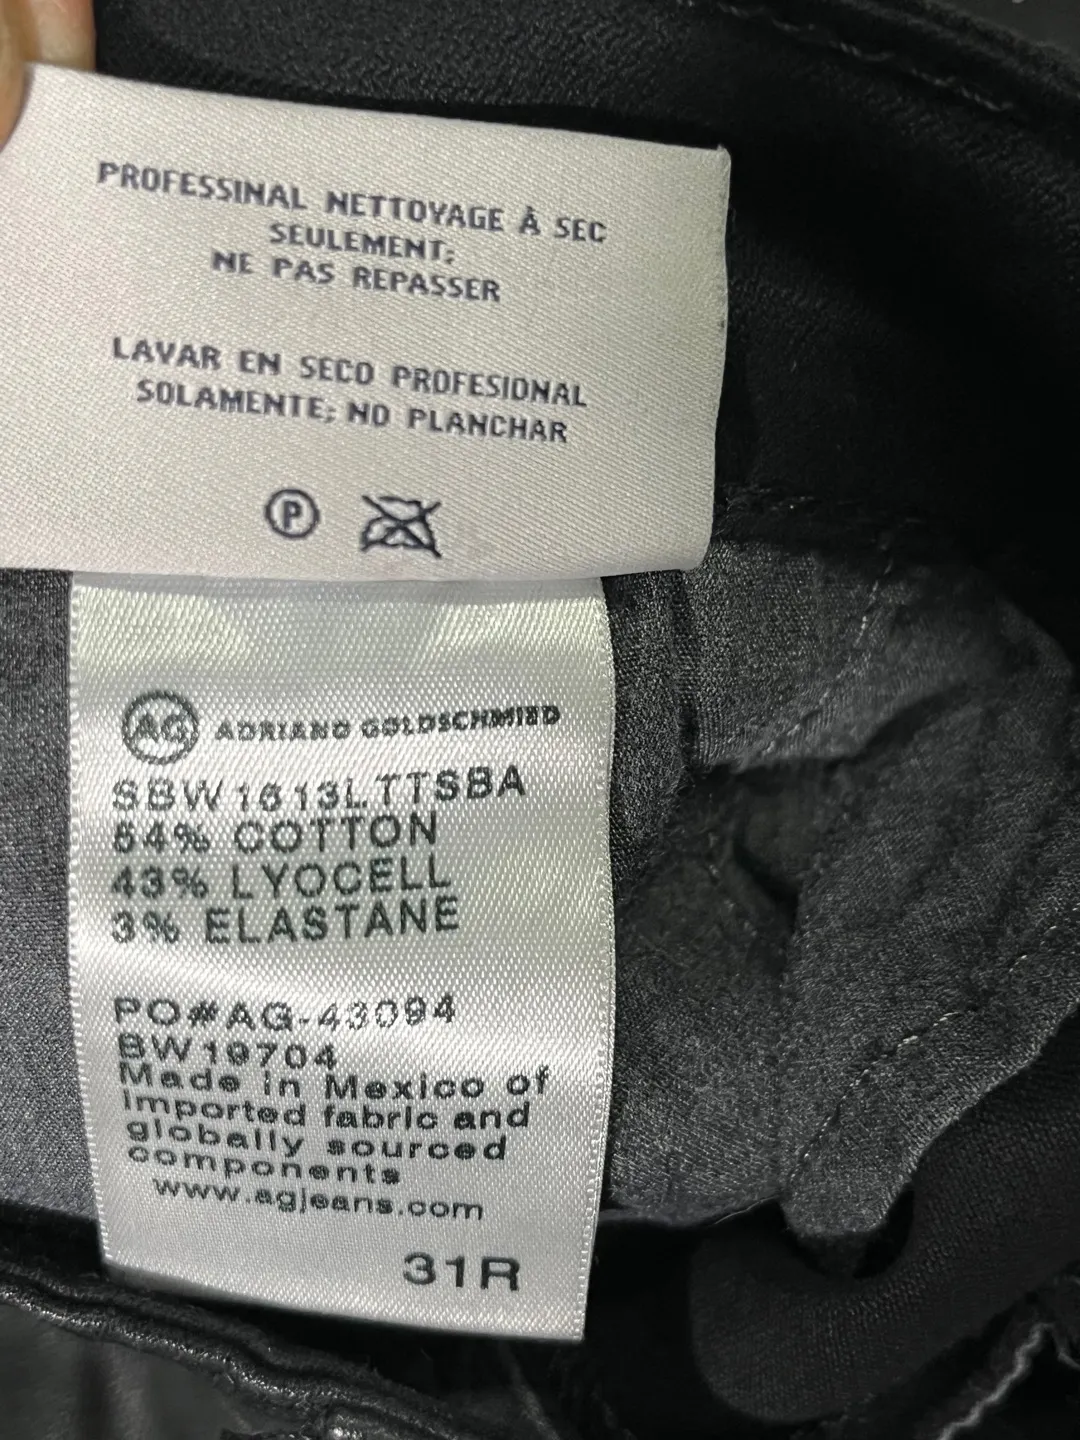 PROFESSINAL NETTOYAGE À SEC
SEULEMENT;
NE PAS REPASSER
LAVAR EN SECO PROFESIONAL
SOLAMENTE; NO PLANCHAR
P
AG ADRIANO GOLDSCHMIED
SBW1613LTTSBA
54% COTTON
43% LYOCELL
3% ELASTANE
PO#AG-43094
BW19704
Made in Mexico of
imported fabric and
globally sourced
components
www.agjeans.com
31R